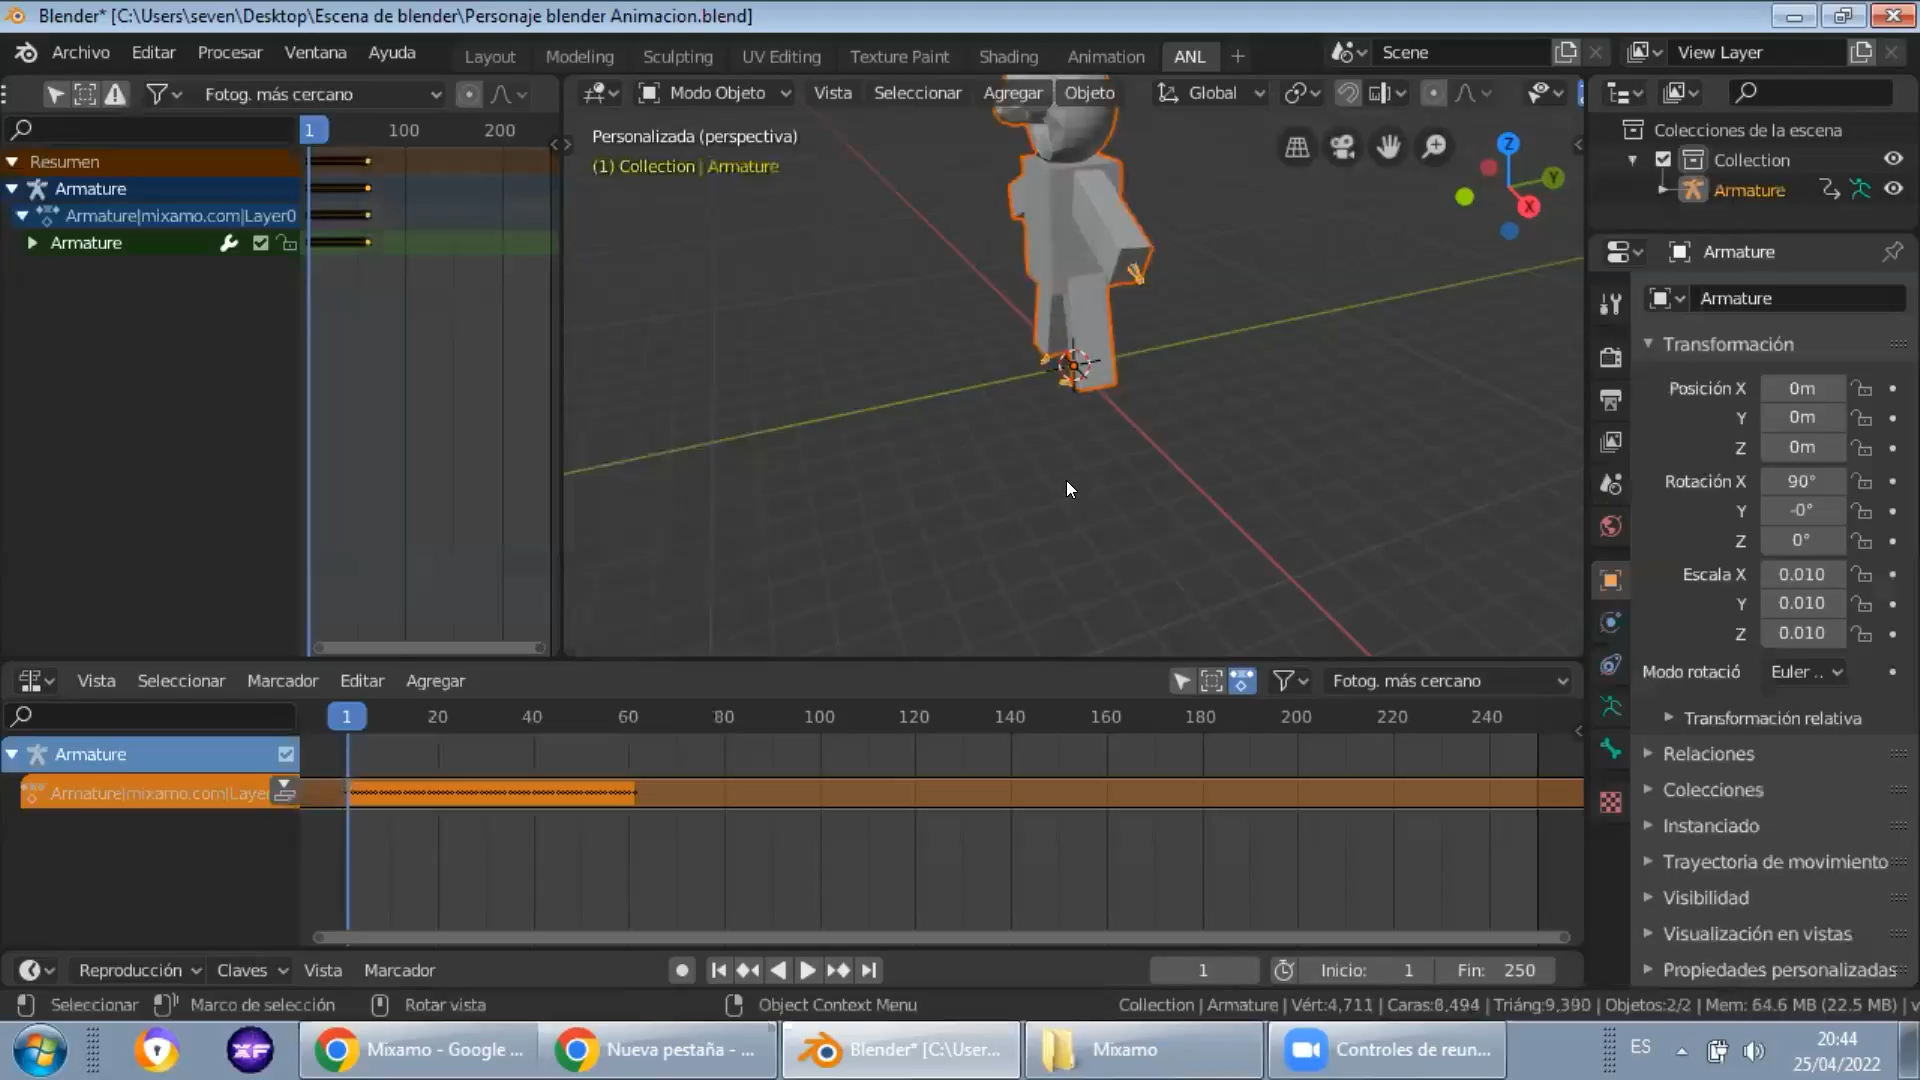 Blender* [C:\Users\seven\Desktop\Escena de blender\Personaje blender Animacion.blend]
Archivo Editar Procesar Ventana Ayuda Layout Modeling Sculpting UV Editing Texture Paint Shading Animation ANL + Scene View Layer
Fotog. más cercano
1 100 200
Resumen
Armature
Armature|mixamo.com|Layer0
Armature
Modo Objeto Vista Seleccionar Agregar Objeto Global
Personalizada (perspectiva)
(1) Collection | Armature
Z
Y
X
Colecciones de la escena
Collection
Armature
Armature
Armature
Transformación
Posición X 0m
Y 0m
Z 0m
Rotación X 90°
Y -0°
Z 0°
Escala X 0.010
Y 0.010
Z 0.010
Modo rotació Euler ..
Transformación relativa
Relaciones
Colecciones
Instanciado
Trayectoria de movimiento
Visibilidad
Visualización en vistas
Propiedades personalizadas
Vista Seleccionar Marcador Editar Agregar Fotog. más cercano
1 20 40 60 80 100 120 140 160 180 200 220 240
Armature
Armature|mixamo.com|Layer
Reproducción Claves Vista Marcador 1 Inicio: 1 Fin: 250
Seleccionar Marco de selección Rotar vista Object Context Menu Collection | Armature | Vért:4,711 | Caras:8,494 | Triáng:9,390 | Objetos:2/2 | Mem: 64.6 MB (22.5 MB) | v
XF Mixamo - Google ... Nueva pestaña - ... Blender* [C:\User... Mixamo Controles de reun... ES 20:44
25/04/2022